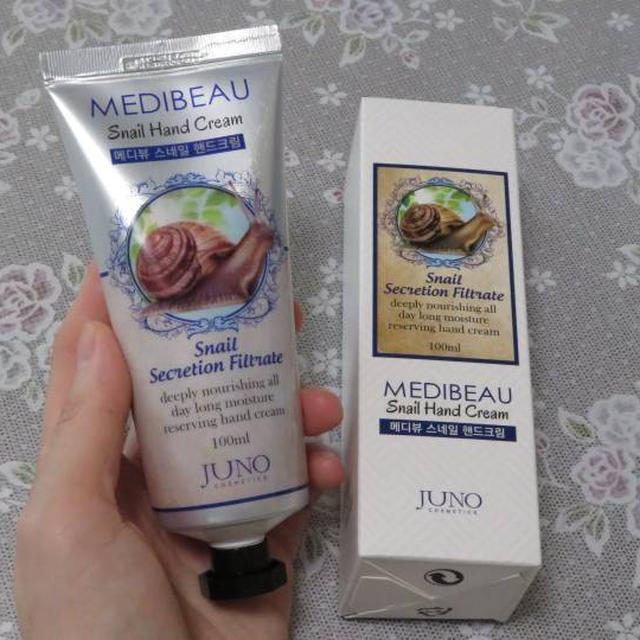 MEDIBEAU
Snail Hand Cream
메디뷰 스네일 핸드크림
Snail
Secretion Filtrate
deeply nourishing all
day long moisture
reserving hand cream
100ml
JUNO
COSMETICS
Snail
Secretion Filtrate
deeply nourishing all
day long moisture
reserving hand cream
100ml
MEDIBEAU
Snail Hand Cream
메디뷰 스네일 핸드크림
JUNO
COSMETICS